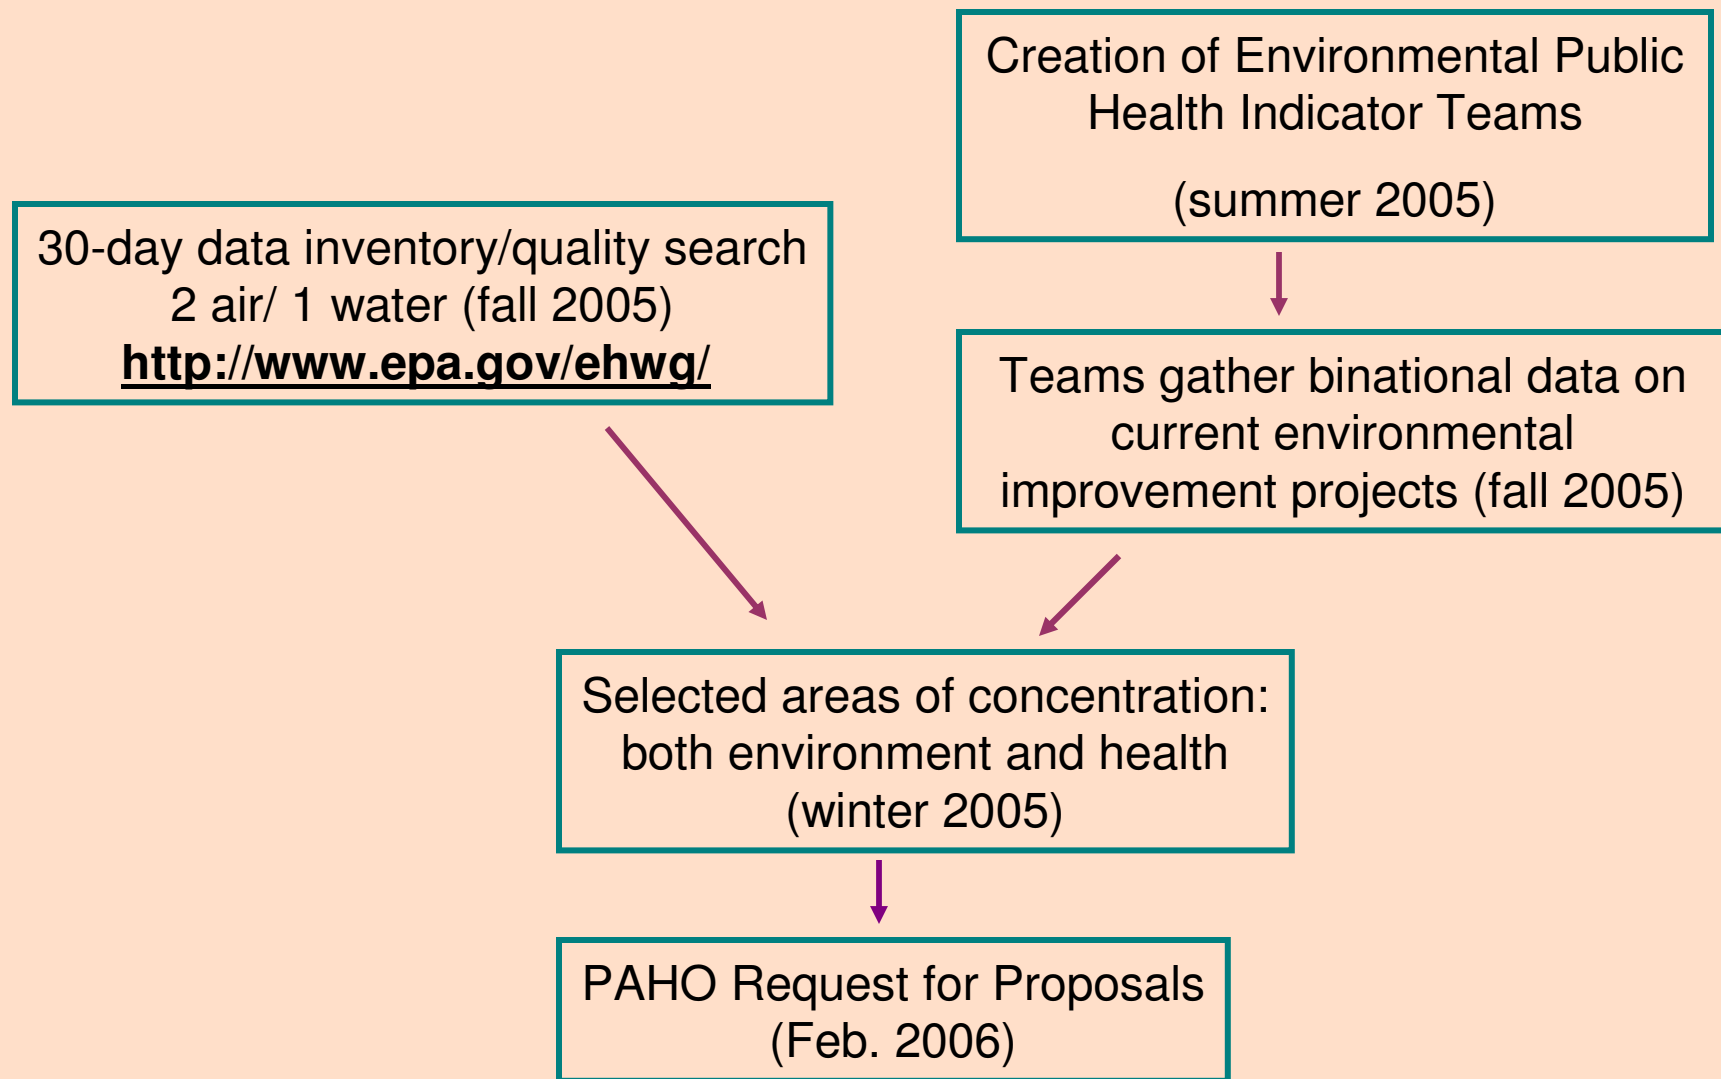 Creation of Environmental Public
Health Indicator Teams
(summer 2005)
30-day data inventory/quality search
2 air/ 1 water (fall 2005)
http://www.epa.gov/ehwg/
Teams gather binational data on
current environmental
improvement projects (fall 2005)
Selected areas of concentration:
both environment and health
(winter 2005)
PAHO Request for Proposals
(Feb. 2006)